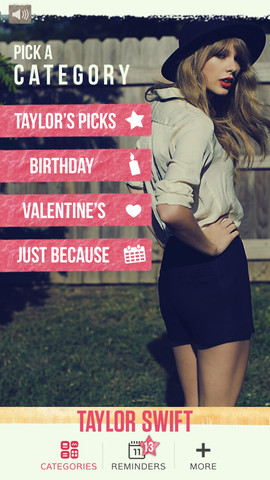 PICK A
CATEGORY
TAYLOR'S PICKS
BIRTHDAY
VALENTINE'S
JUST BECAUSE
TAYLOR SWIFT
11 13
CATEGORIES REMINDERS MORE